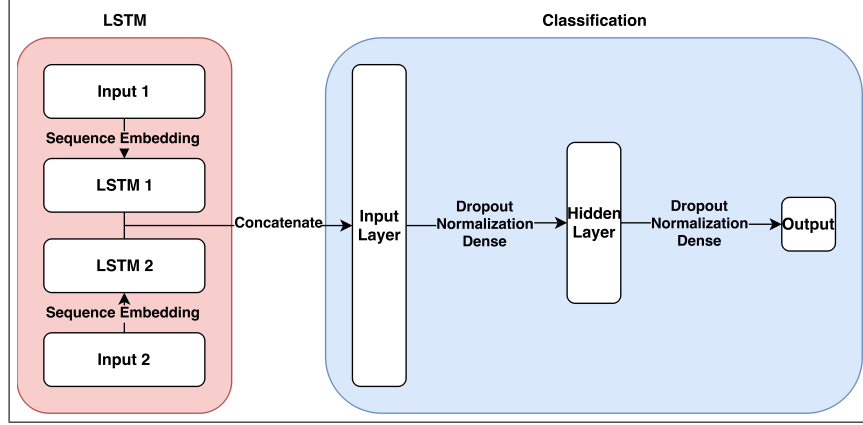 LSTM
Classification
Input 1
Sequence Embedding
LSTM 1
Concatenate
LSTM 2
Sequence Embedding
Input 2
Input
Layer
Dropout
Normalization
Dense
Hidden
Layer
Dropout
Normalization
Dense
Output